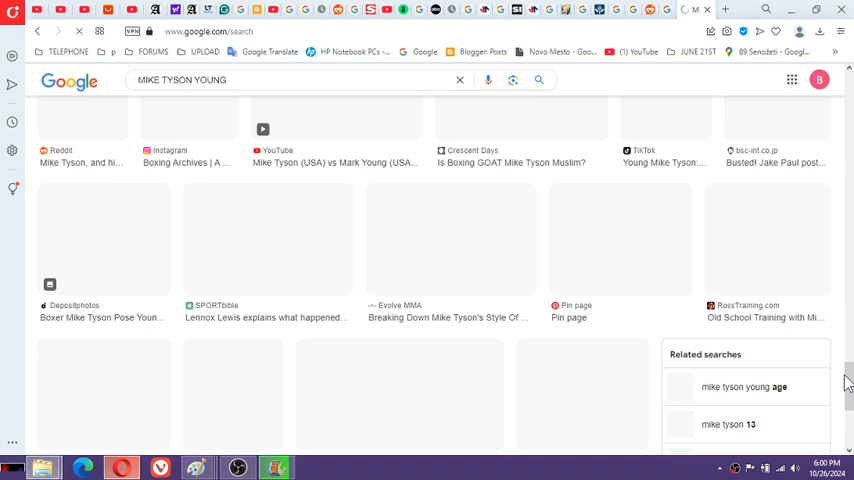 www.google.com/search
VPN
TELEPHONE p FORUMS UPLOAD Google Translate HP Notebook PCs -... Google Blogger: Posts Novo Mesto - Googl... (1) YouTube JUNE 21ST 89 Senožeti - Googl...
Google MIKE TYSON YOUNG B
Reddit Instagram YouTube Crescent Days TikTok bsc-int.co.jp
Mike Tyson, and hi... Boxing Archives | A ... Mike Tyson (USA) vs Mark Young (USA... Is Boxing GOAT Mike Tyson Muslim? Young Mike Tyson:... Busted! Jake Paul post...
Depositphotos SPORTbible Evolve MMA Pin page RossTraining.com
Boxer Mike Tyson Pose Youn... Lennox Lewis explains what happened... Breaking Down Mike Tyson's Style Of ... Pin page Old School Training with Mi...
Related searches
mike tyson young age
mike tyson 13
6:00 PM
10/26/2024